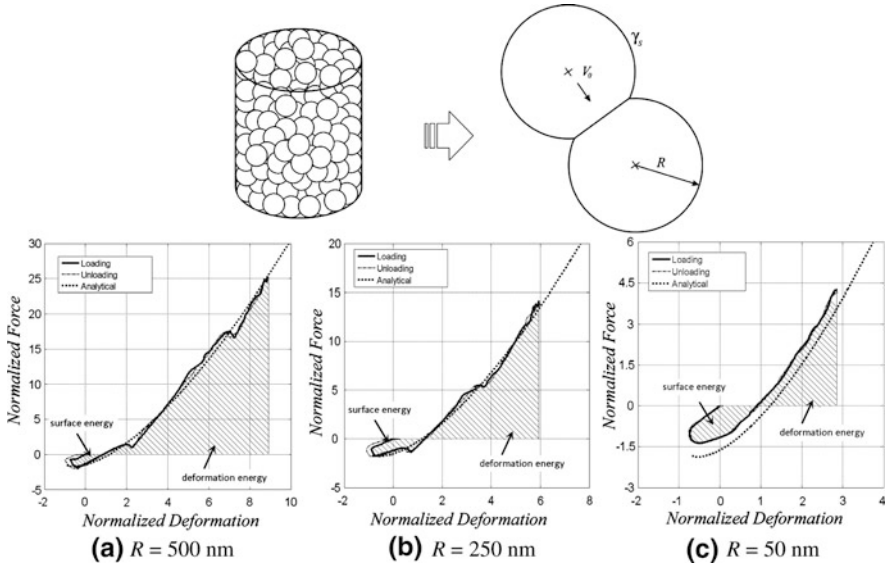 γs
V0
R
Normalized Force
30
25
20
15
10
5
0
-5
Loading
Unloading
Analytical
surface energy
deformation energy
0 2 4 6 8 10
Normalized Deformation
(a) R = 500 nm
Normalized Force
20
15
10
5
0
-5
Loading
Unloading
Analytical
surface energy
deformation energy
-2 0 2 4 6 8
Normalized Deformation
(b) R = 250 nm
Normalized Force
6
4.5
3
1.5
0
-1.5
-3
Loading
Unloading
Analytical
surface energy
deformation energy
-2 -1 0 1 2 3 4
Normalized Deformation
(c) R = 50 nm